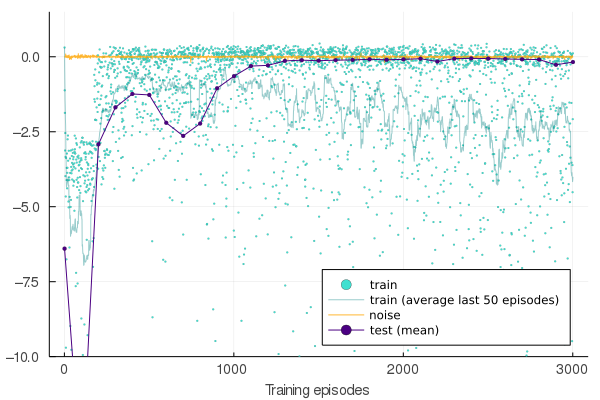 0.0
−2.5
−5.0
−7.5
−10.0
0
1000
2000
3000
Training episodes
train
train (average last 50 episodes)
noise
test (mean)